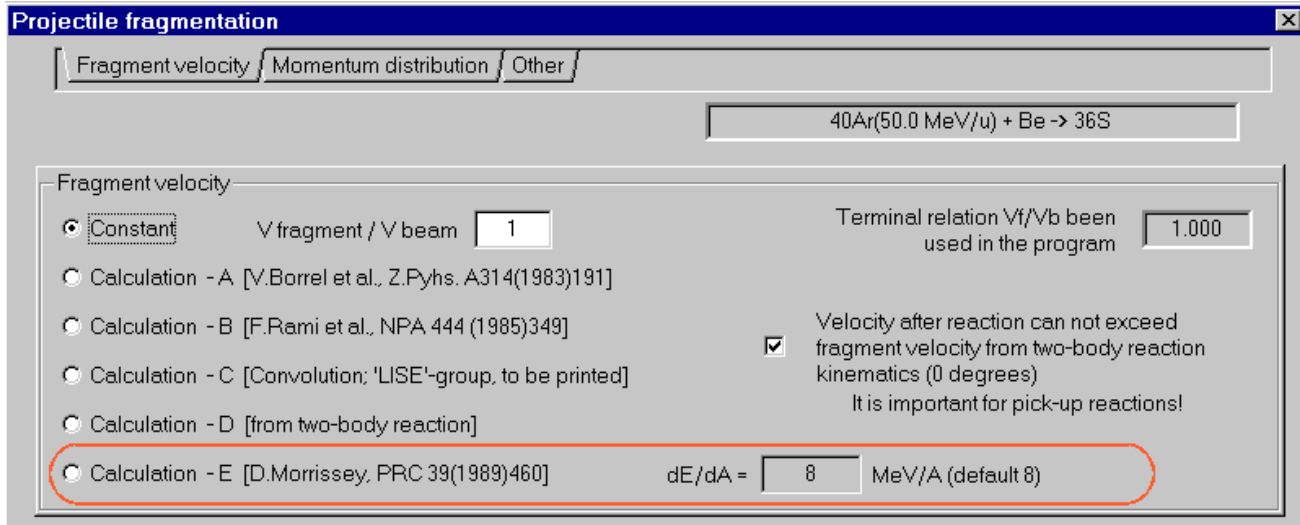 Projectile fragmentation
Fragment velocity Momentum distribution Other
40Ar(50.0 MeV/u) + Be -> 36S
Fragment velocity
Constant V fragment / V beam 1
Terminal relation Vf/Vb been
used in the program
1.000
Calculation - A [V.Borrel et al., Z.Pyhs. A314(1983)191]
Calculation - B [F.Rami et al., NPA 444 (1985)349]
Calculation - C [Convolution; 'LISE'-group, to be printed]
Calculation - D [from two-body reaction]
Velocity after reaction can not exceed
fragment velocity from two-body reaction
kinematics (0 degrees)
It is important for pick-up reactions!
Calculation - E [D.Morrissey, PRC 39(1989)460] dE/dA = 8 MeV/A (default 8)